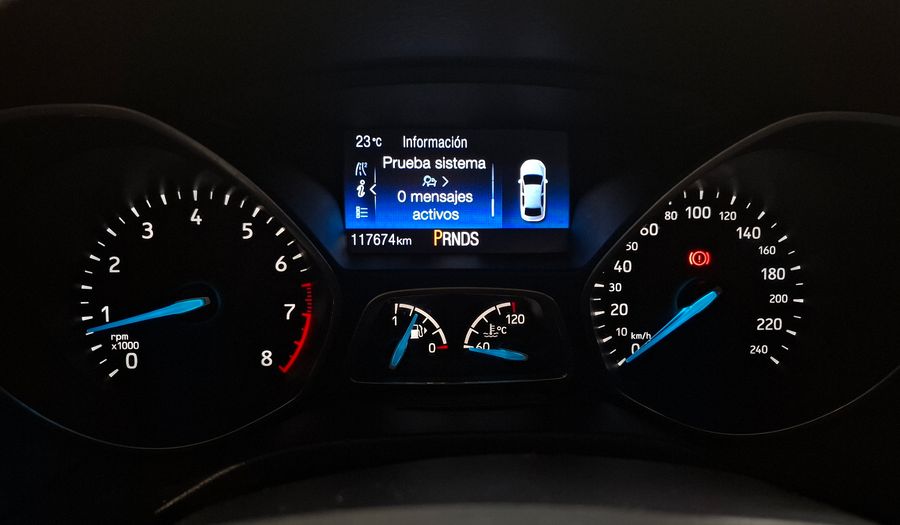 23°C Información
Prueba sistema
0 mensajes
activos
117674km PRNDS
0 1 2 3 4 5 6 7 8
rpm
x1000
1 0
60 120
°C
0 10 20 30 40 50 60 80 100 120 140 160 180 200 220 240
km/h